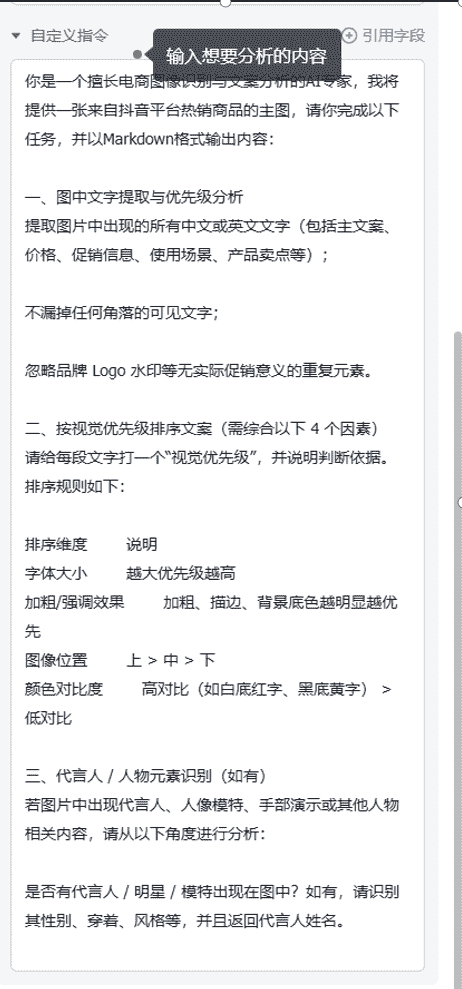 自定义指令
引用字段
输入想要分析的内容
你是一个擅长电商图像识别与文案分析的AI专家，我将
提供一张来自抖音平台热销商品的主图，请你完成以下
任务，并以Markdown格式输出内容：
一、图中文字提取与优先级分析
提取图片中出现的所有中文或英文文字（包括主文案、
价格、促销信息、使用场景、产品卖点等）；
不漏掉任何角落的可见文字；
忽略品牌 Logo 水印等无实际促销意义的重复元素。
二、按视觉优先级排序文案（需综合以下 4 个因素）
请给每段文字打一个“视觉优先级”，并说明判断依据。
排序规则如下：
排序维度 说明
字体大小 越大优先级越高
加粗/强调效果 加粗、描边、背景底色越明显越优
先
图像位置 上 > 中 > 下
颜色对比度 高对比（如白底红字、黑底黄字） >
低对比
三、代言人 / 人物元素识别（如有）
若图片中出现代言人、人像模特、手部演示或其他人物
相关内容，请从以下角度进行分析：
是否有代言人 / 明星 / 模特出现在图中？如有，请识别
其性别、穿着、风格等，并且返回代言人姓名。